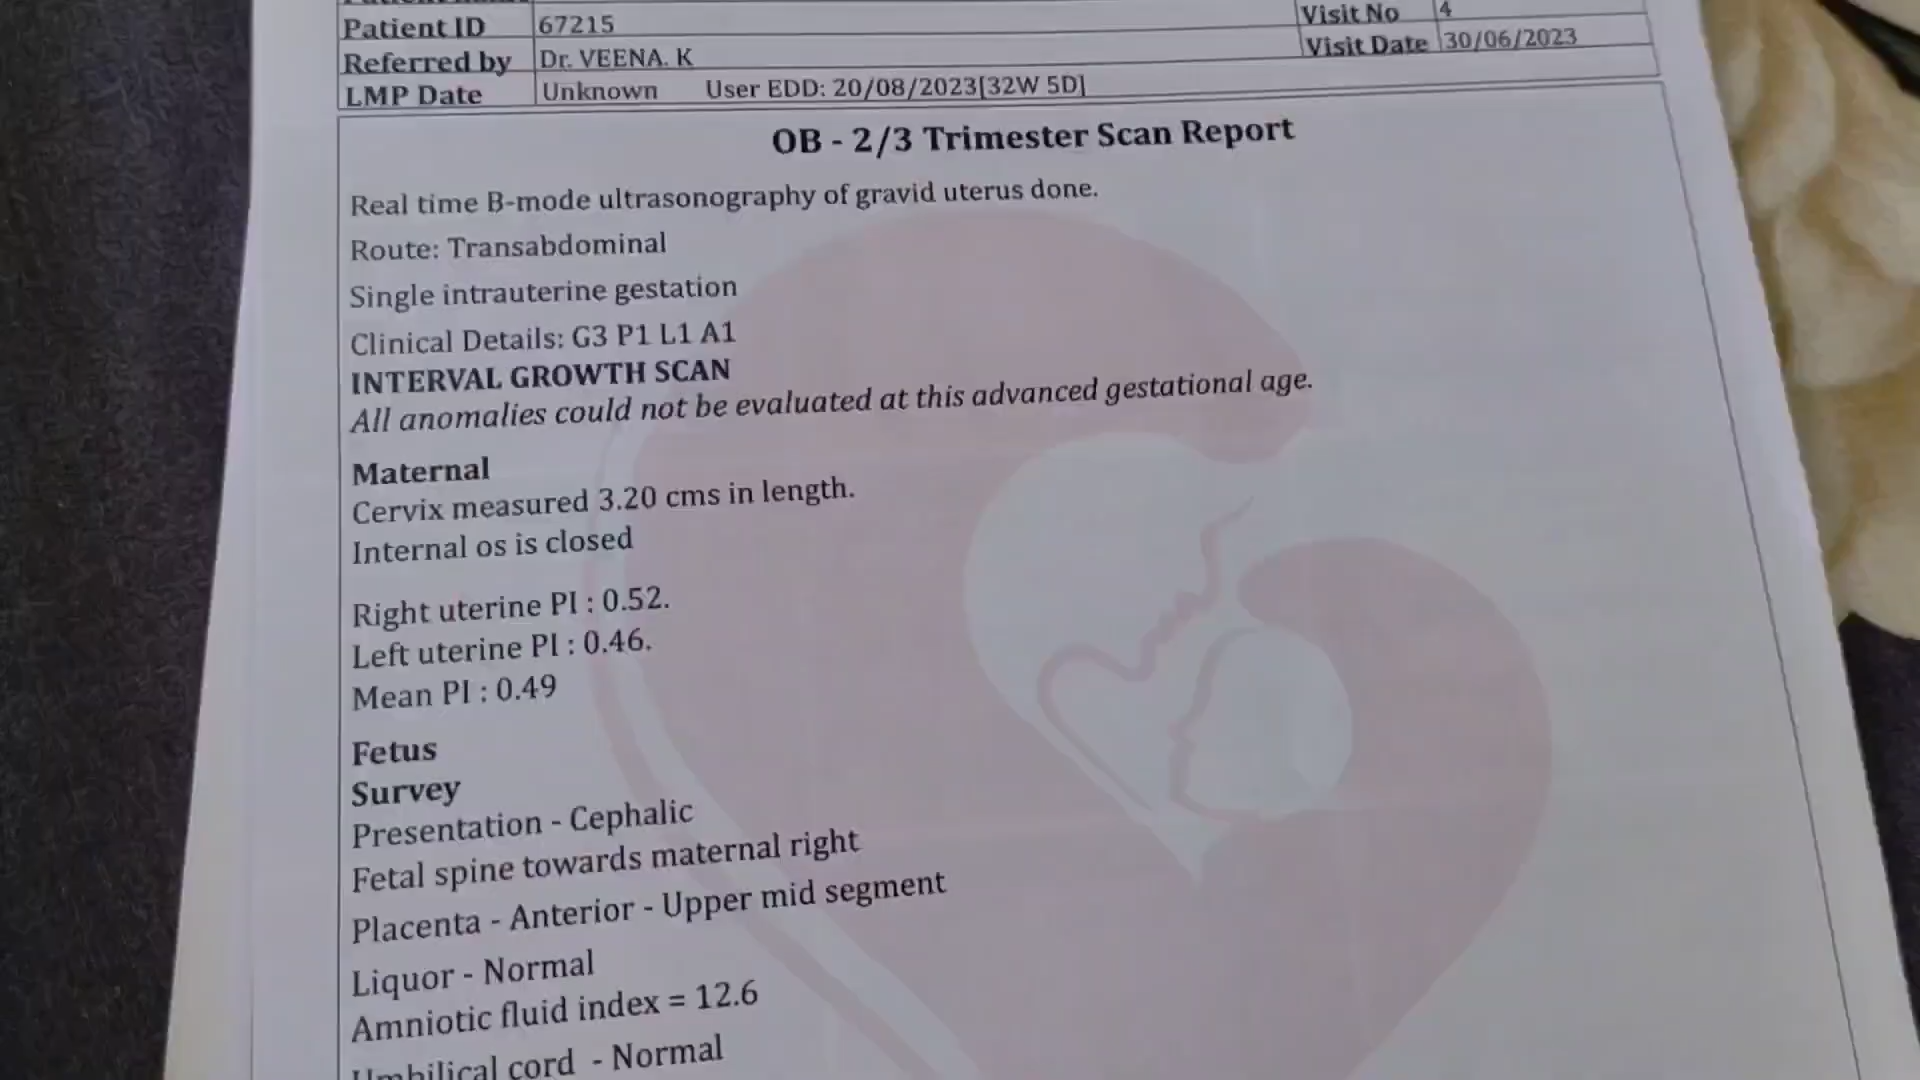 Patient ID 67215 Visit No 4
Referred by Dr. VEENA. K Visit Date 30/06/2023
LMP Date Unknown User EDD: 20/08/2023[32W 5D]
OB - 2/3 Trimester Scan Report
Real time B-mode ultrasonography of gravid uterus done.
Route: Transabdominal
Single intrauterine gestation
Clinical Details: G3 P1 L1 A1
INTERVAL GROWTH SCAN
All anomalies could not be evaluated at this advanced gestational age.
Maternal
Cervix measured 3.20 cms in length.
Internal os is closed
Right uterine PI : 0.52.
Left uterine PI : 0.46.
Mean PI : 0.49
Fetus
Survey
Presentation - Cephalic
Fetal spine towards maternal right
Placenta - Anterior - Upper mid segment
Liquor - Normal
Amniotic fluid index = 12.6
Umbilical cord - Normal